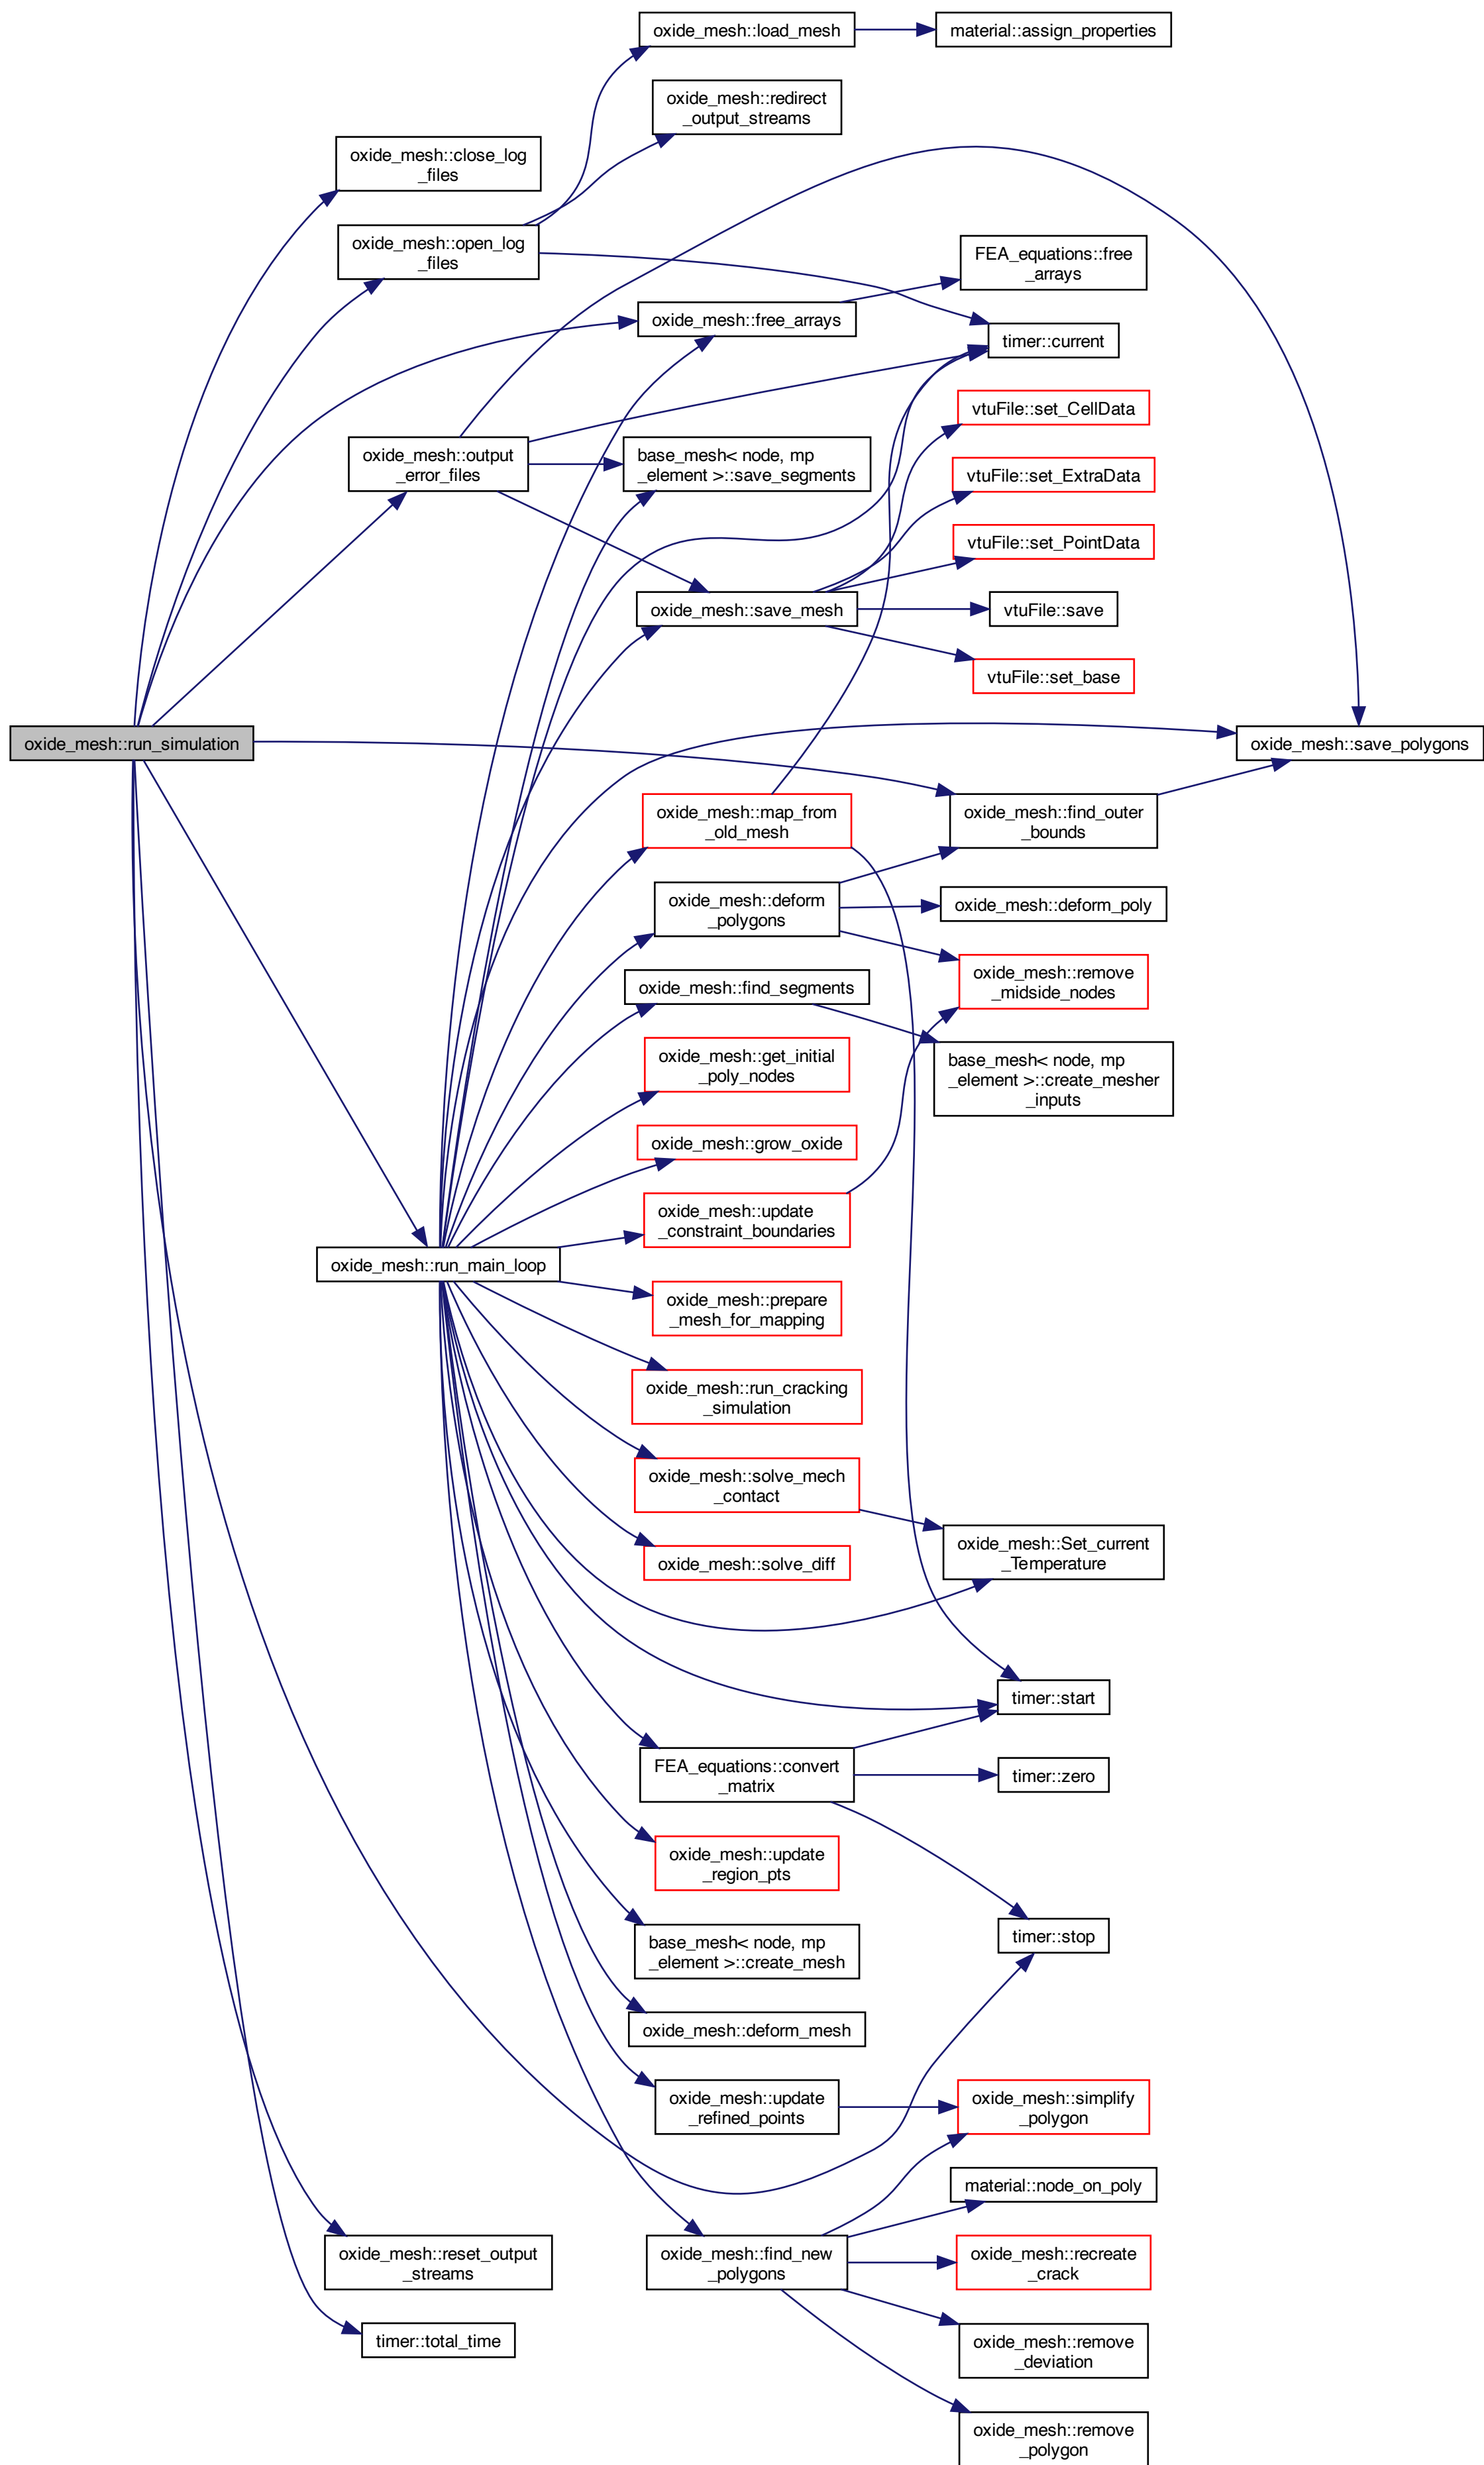 oxide_mesh::load_mesh
material::assign_properties
oxide_mesh::redirect
_output_streams
oxide_mesh::close_log
_files
oxide_mesh::open_log
_files
FEA_equations::free
_arrays
oxide_mesh::free_arrays
timer::current
vtuFile::set_CellData
oxide_mesh::output
_error_files
base_mesh< node, mp
_element >::save_segments
vtuFile::set_ExtraData
vtuFile::set_PointData
oxide_mesh::save_mesh
vtuFile::save
vtuFile::set_base
oxide_mesh::run_simulation
oxide_mesh::save_polygons
oxide_mesh::map_from
_old_mesh
oxide_mesh::find_outer
_bounds
oxide_mesh::deform
_polygons
oxide_mesh::deform_poly
oxide_mesh::remove
_midside_nodes
oxide_mesh::find_segments
oxide_mesh::get_initial
_poly_nodes
base_mesh< node, mp
_element >::create_mesher
_inputs
oxide_mesh::grow_oxide
oxide_mesh::update
_constraint_boundaries
oxide_mesh::run_main_loop
oxide_mesh::prepare
_mesh_for_mapping
oxide_mesh::run_cracking
_simulation
oxide_mesh::solve_mech
_contact
oxide_mesh::Set_current
_Temperature
oxide_mesh::solve_diff
timer::start
FEA_equations::convert
_matrix
timer::zero
oxide_mesh::update
_region_pts
timer::stop
base_mesh< node, mp
_element >::create_mesh
oxide_mesh::deform_mesh
oxide_mesh::update
_refined_points
oxide_mesh::simplify
_polygon
material::node_on_poly
oxide_mesh::reset_output
_streams
oxide_mesh::find_new
_polygons
oxide_mesh::recreate
_crack
timer::total_time
oxide_mesh::remove
_deviation
oxide_mesh::remove
_polygon